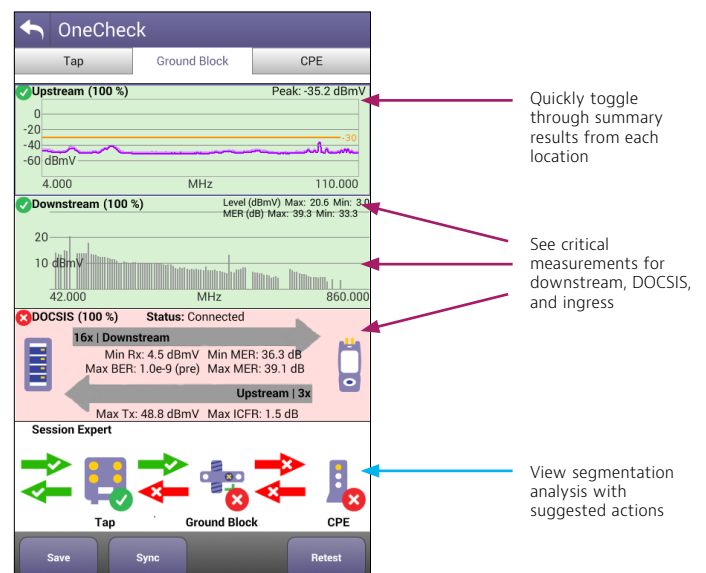 OneCheck
Tap
Ground Block
CPE
Upstream (100 %)
Peak: -35.2 dBmV
0
-20
-40
-60 dBmV
-30
4.000
MHz
110.000
Downstream (100 %)
Level (dBmV) Max: 20.6 Min: 3.0
MER (dB) Max: 39.3 Min: 33.3
20
10 dBmV
42.000
MHz
860.000
DOCSIS (100 %)
Status: Connected
16x | Downstream
Min Rx: 4.5 dBmV Min MER: 36.3 dB
Max BER: 1.0e-9 (pre) Max MER: 39.1 dB
Upstream | 3x
Max Tx: 48.8 dBmV Max ICFR: 1.5 dB
Session Expert
Tap
Ground Block
CPE
Save
Sync
Retest
Quickly toggle
through summary
results from each
location
See critical
measurements for
downstream, DOCSIS,
and ingress
View segmentation
analysis with
suggested actions